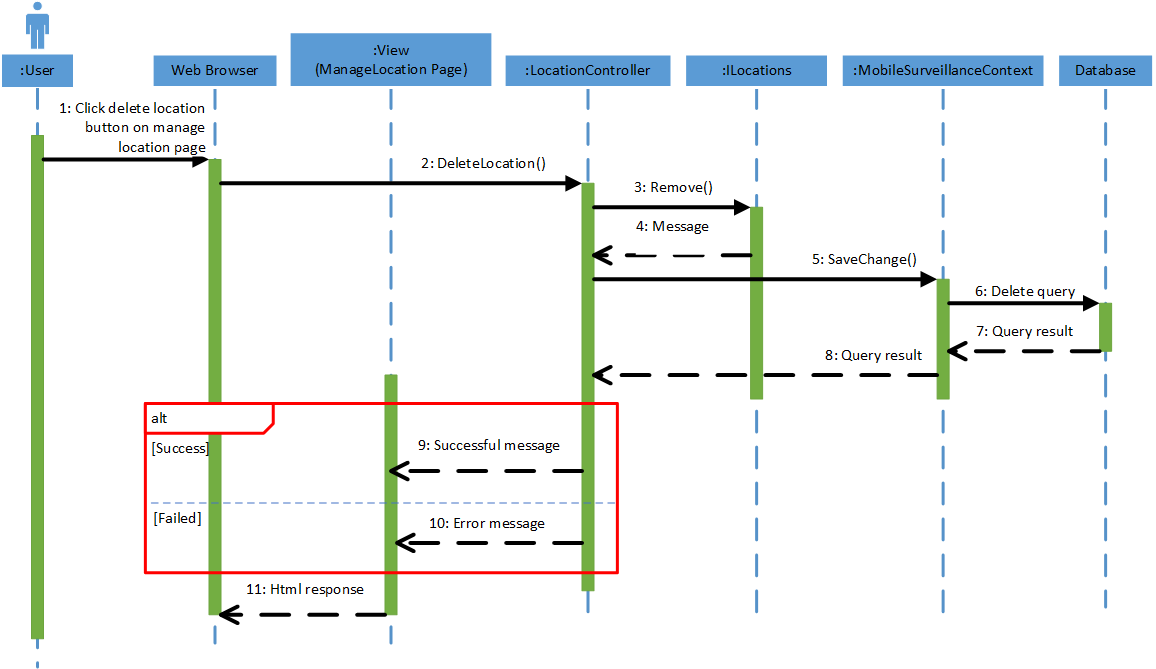 :User
Web Browser
:View
(ManageLocation Page)
:LocationController
:ILocations
:MobileSurveillanceContext
Database
1: Click delete location
button on manage
location page
2: DeleteLocation()
3: Remove()
4: Message
5: SaveChange()
6: Delete query
7: Query result
8: Query result
alt
[Success]
9: Successful message
[Failed]
10: Error message
11: Html response